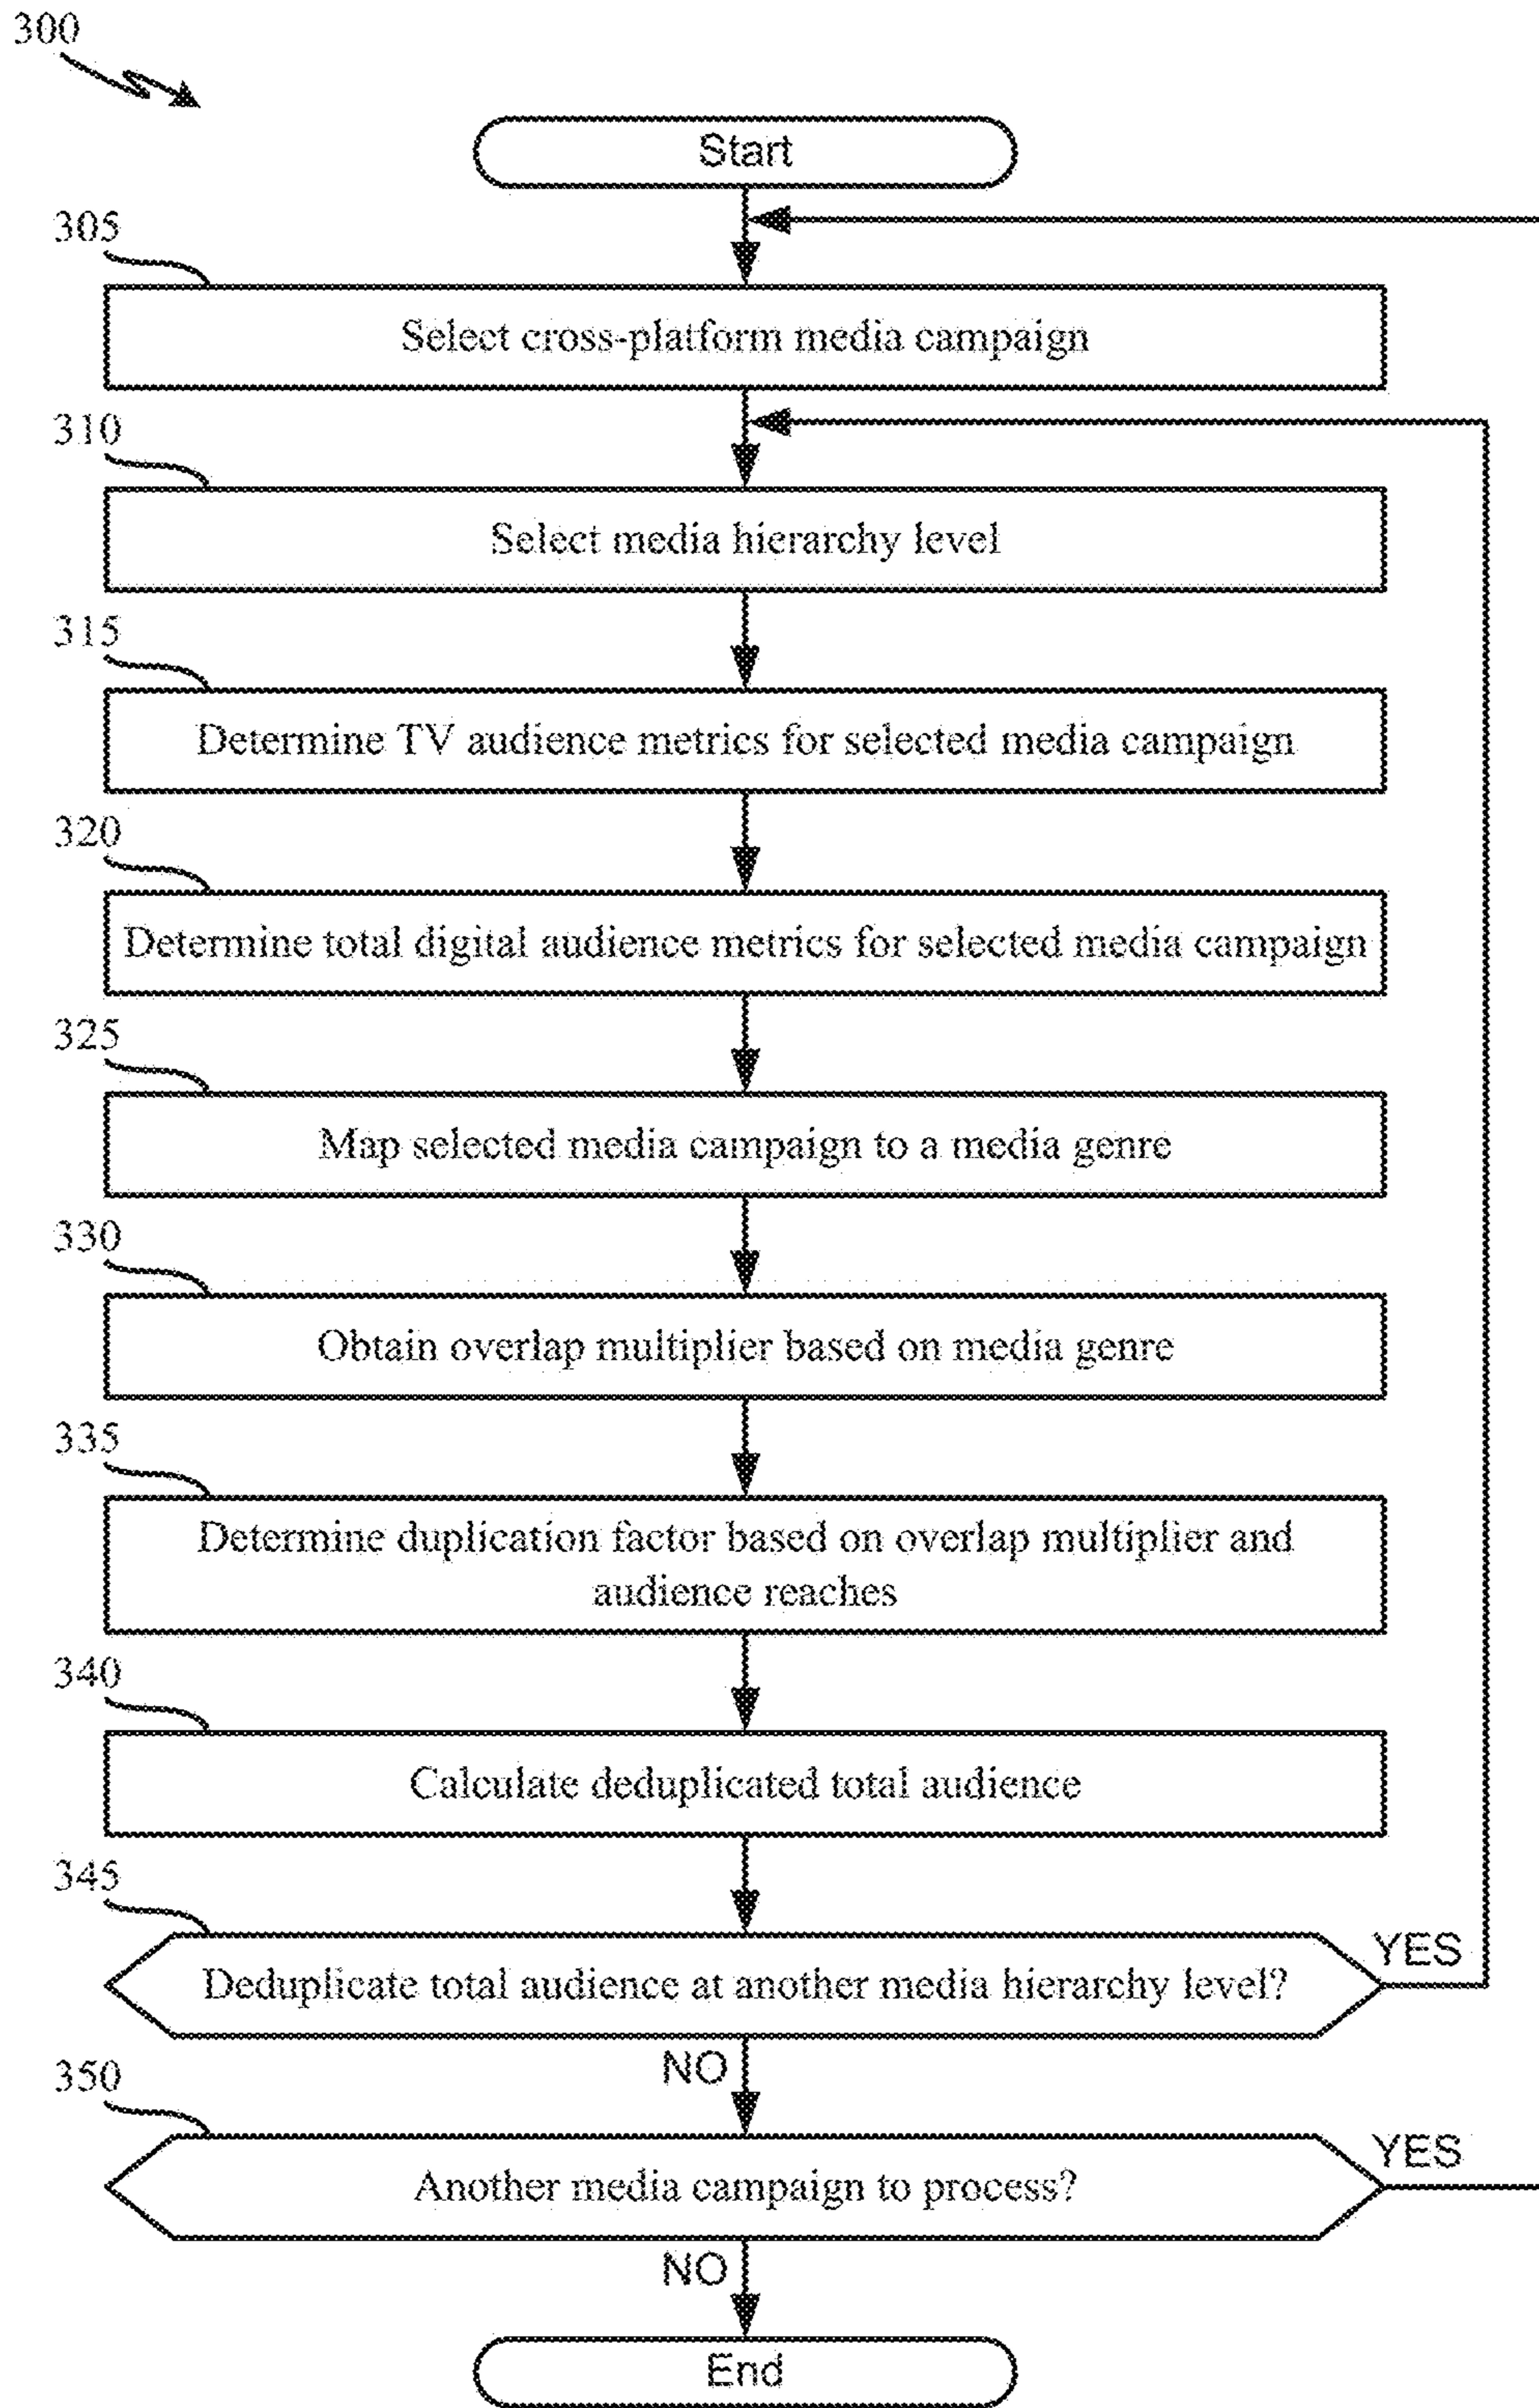 300
Start
305
Select cross-platform media campaign
310
Select media hierarchy level
315
Determine TV audience metrics for selected media campaign
320
Determine total digital audience metrics for selected media campaign
325
Map selected media campaign to a media genre
330
Obtain overlap multiplier based on media genre
335
Determine duplication factor based on overlap multiplier and
audience reaches
340
Calculate deduplicated total audience
345
YES
Deduplicate total audience at another media hierarchy level?
NO
350
YES
Another media campaign to process?
NO
End